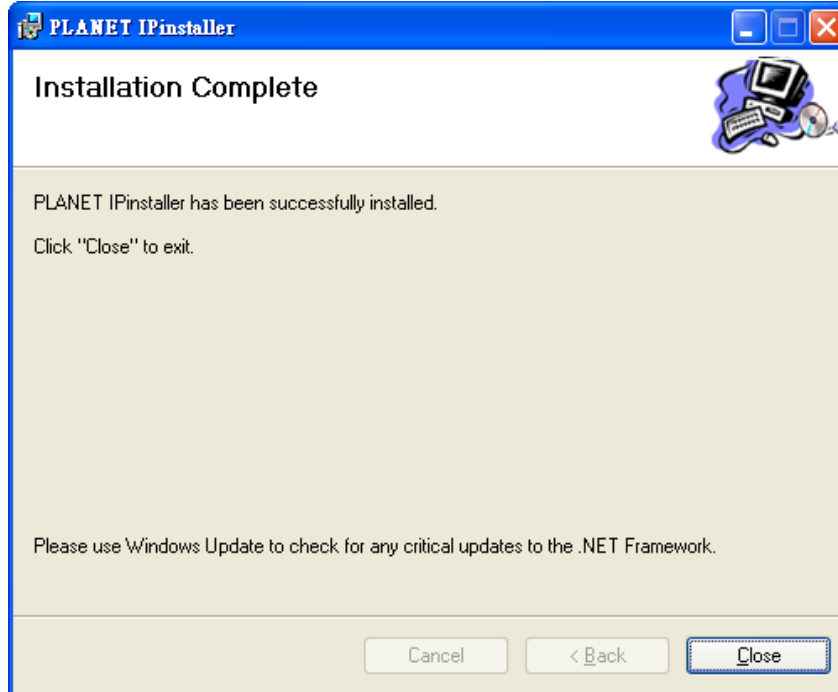 PLANET IPinstaller
Installation Complete
PLANET IPinstaller has been successfully installed.
Click "Close" to exit.
Please use Windows Update to check for any critical updates to the .NET Framework.
Cancel
< Back
Close